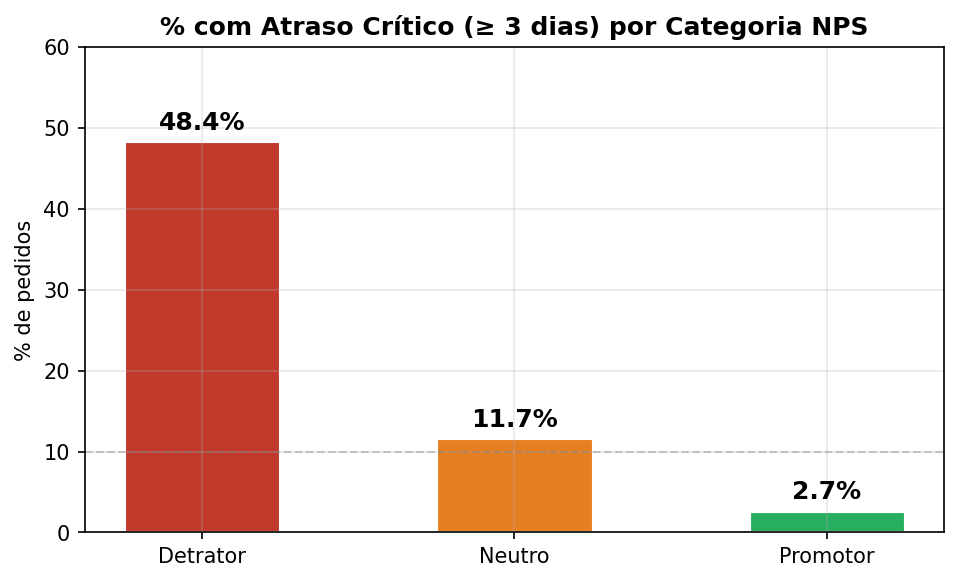 % com Atraso Crítico (≥ 3 dias) por Categoria NPS
% de pedidos
60
50
40
30
20
10
0
48.4%
11.7%
2.7%
Detrator
Neutro
Promotor